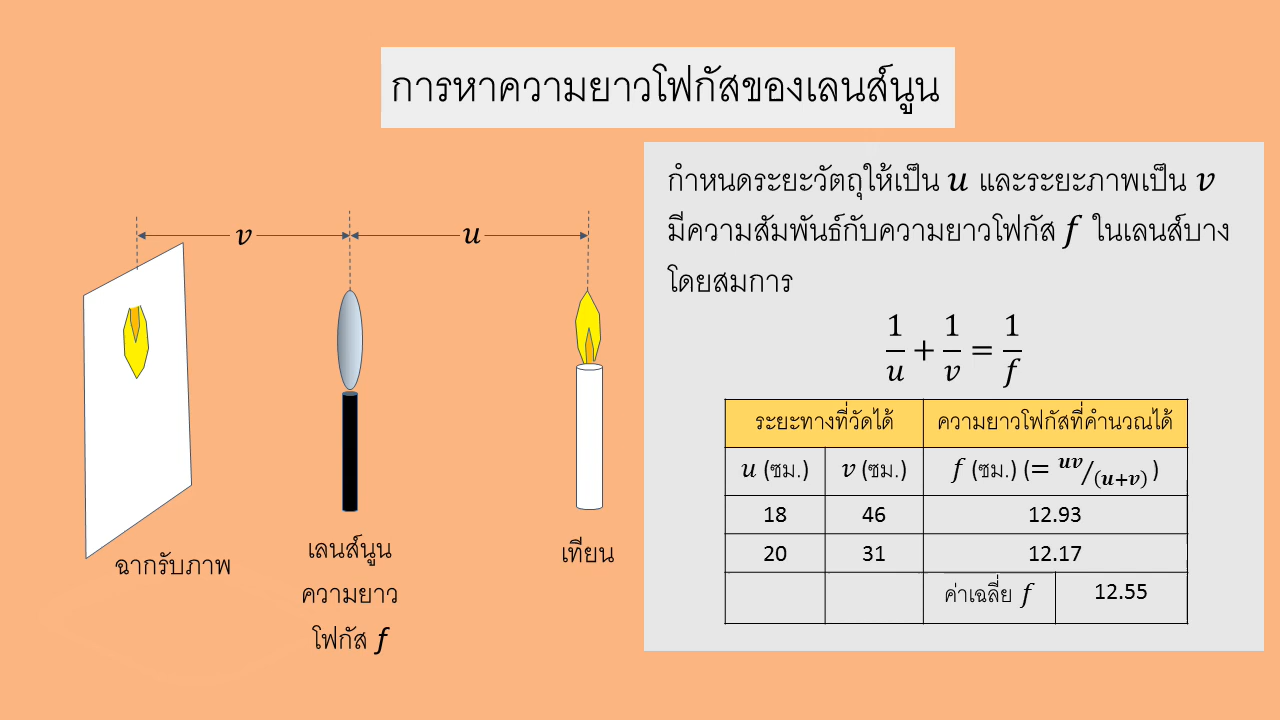 การหาความยาวโฟกัสของเลนส์นูน
กำหนดระยะวัตถุให้เป็น u และระยะภาพเป็น v
มีความสัมพันธ์กับความยาวโฟกัส f ในเลนส์บาง
โดยสมการ
1/u + 1/v = 1/f
ระยะทางที่วัดได้ ความยาวโฟกัสที่คำนวณได้
u (ซม.) v (ซม.) f (ซม.) (= uv/(u+v) )
18 46 12.93
20 31 12.17
ค่าเฉลี่ย f 12.55
v u
ฉากรับภาพ
เลนส์นูน
ความยาว
โฟกัส f
เทียน